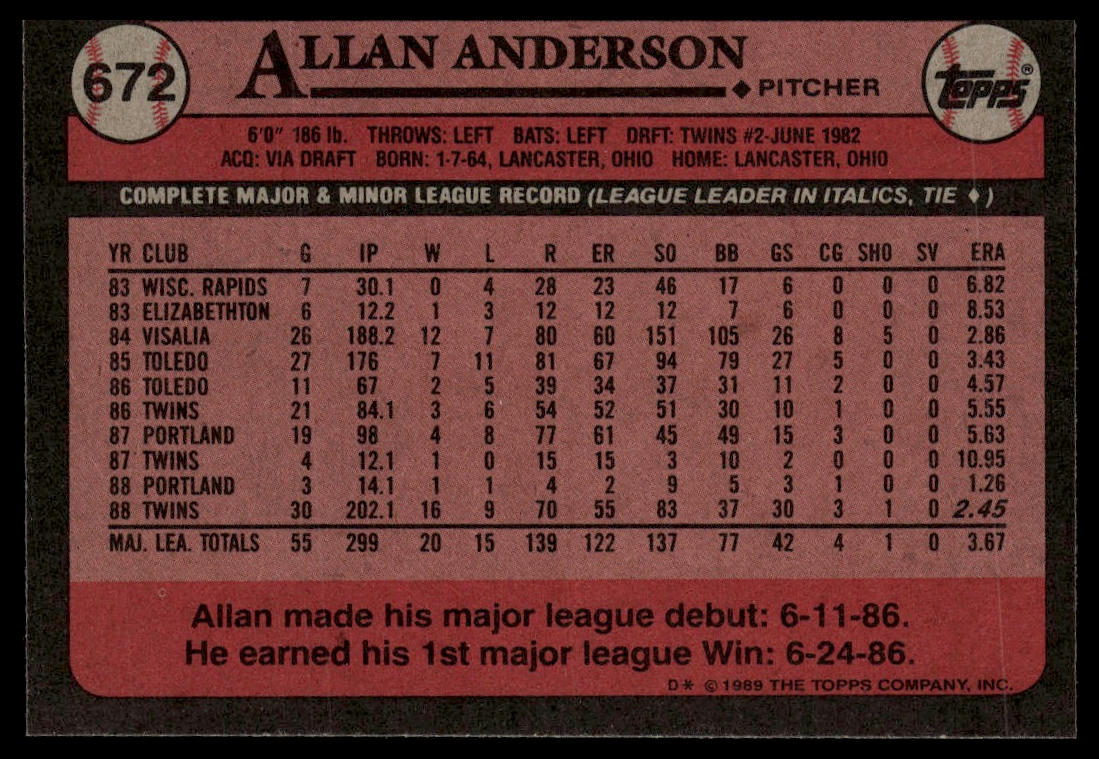 672
ALLAN ANDERSON
◆ PITCHER
TOPPS®
6'0" 186 lb. THROWS: LEFT BATS: LEFT DRFT: TWINS #2-JUNE 1982
ACQ: VIA DRAFT BORN: 1-7-64, LANCASTER, OHIO HOME: LANCASTER, OHIO
COMPLETE MAJOR & MINOR LEAGUE RECORD (LEAGUE LEADER IN ITALICS, TIE ♦)
YR CLUB G IP W L R ER SO BB GS CG SHO SV ERA
83 WISC. RAPIDS 7 30.1 0 4 28 23 46 17 6 0 0 0 6.82
83 ELIZABETHTON 6 12.2 1 3 12 12 12 7 6 0 0 0 8.53
84 VISALIA 26 188.2 12 7 80 60 151 105 26 8 5 0 2.86
85 TOLEDO 27 176 7 11 81 67 94 79 27 5 0 0 3.43
86 TOLEDO 11 67 2 5 39 34 37 31 11 2 0 0 4.57
86 TWINS 21 84.1 3 6 54 52 51 30 10 1 0 0 5.55
87 PORTLAND 19 98 4 8 77 61 45 49 15 3 0 0 5.63
87 TWINS 4 12.1 1 0 15 15 3 10 2 0 0 0 10.95
88 PORTLAND 3 14.1 1 1 4 2 9 5 3 1 0 0 1.26
88 TWINS 30 202.1 16 9 70 55 83 37 30 3 1 0 2.45
MAJ. LEA. TOTALS 55 299 20 15 139 122 137 77 42 4 1 0 3.67
Allan made his major league debut: 6-11-86.
He earned his 1st major league Win: 6-24-86.
D* © 1989 THE TOPPS COMPANY, INC.